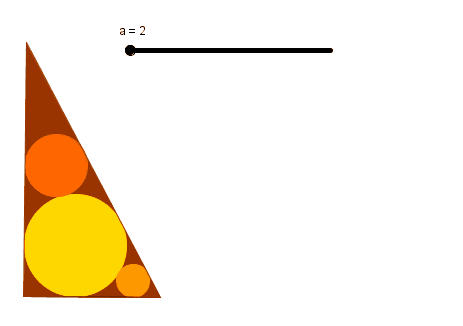 a = 2